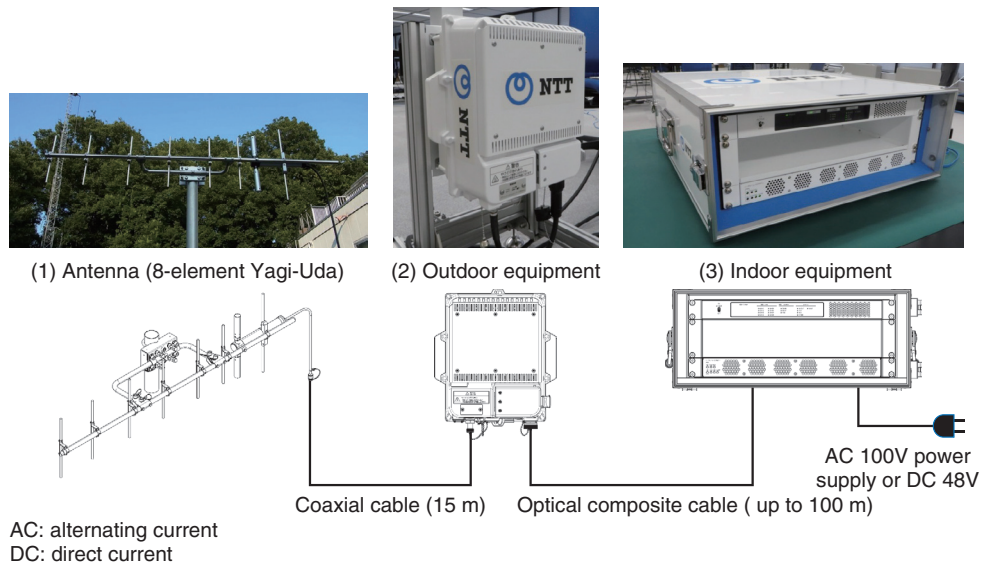 NTT
NTT
NTT
(1) Antenna (8-element Yagi-Uda)
(2) Outdoor equipment
(3) Indoor equipment
AC 100V power
supply or DC 48V
Coaxial cable (15 m)
Optical composite cable ( up to 100 m)
AC: alternating current
DC: direct current